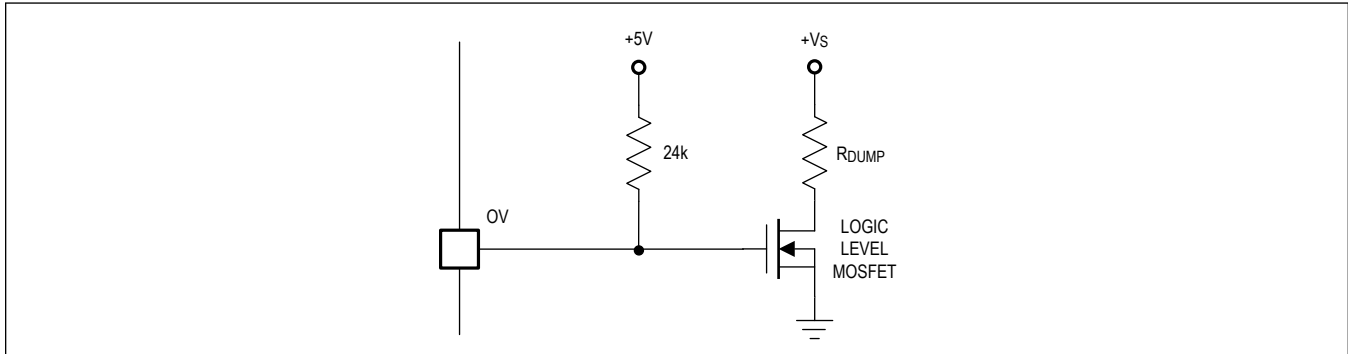 +5V
+VS
24k
RDUMP
OV
LOGIC
LEVEL
MOSFET